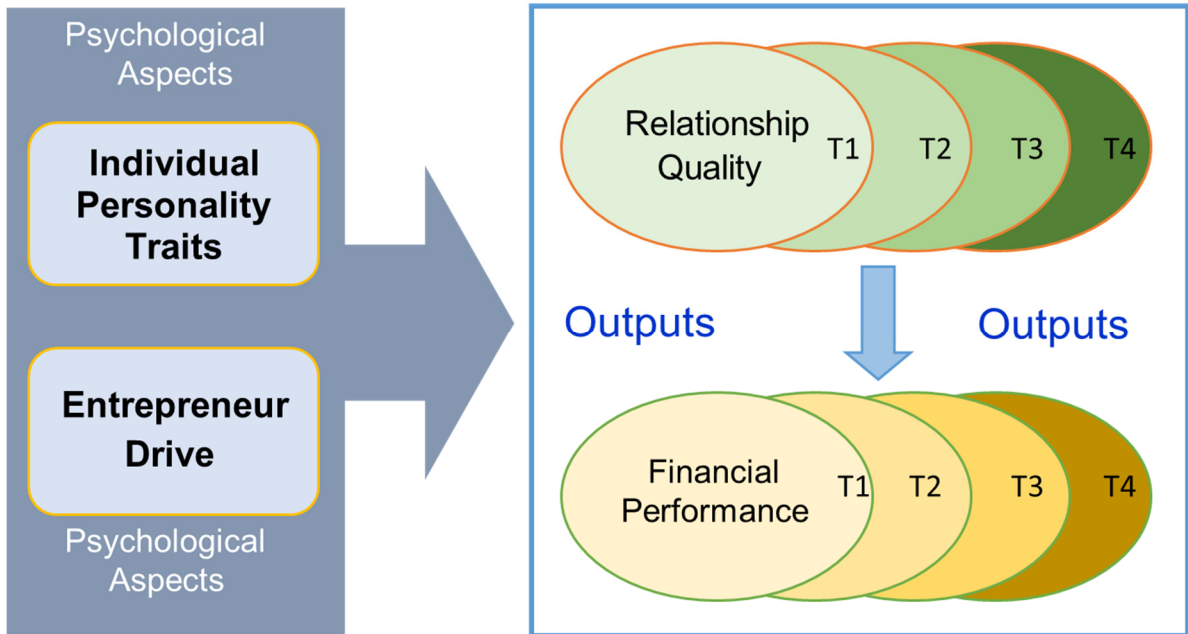 Psychological
Aspects
Individual
Personality
Traits
Entrepreneur
Drive
Psychological
Aspects
Relationship
Quality
T1
T2
T3
T4
Outputs
Outputs
Financial
Performance
T1
T2
T3
T4